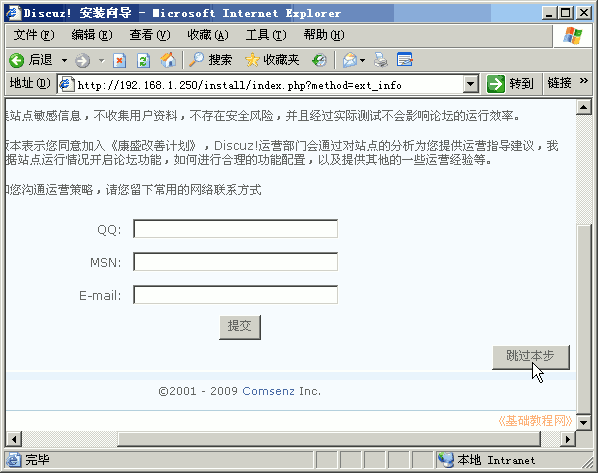 Discuz! 安装向导 - Microsoft Internet Explorer
文件(F) 编辑(E) 查看(V) 收藏(A) 工具(T) 帮助(H)
后退 搜索 收藏夹
地址(D) http://192.168.1.250/install/index.php?method=ext_info 转到 链接 »
站点敏感信息，不收集用户资料，不存在安全风险，并且经过实际测试不会影响论坛的运行效率。
版本表示您同意加入《康盛改善计划》，Discuz!运营部门会通过对站点的分析为您提供运营指导建议，我
据站点运行情况开启论坛功能，如何进行合理的功能配置，以及提供其他的一些运营经验等。
您沟通运营策略，请您留下常用的网络联系方式
QQ:
MSN:
E-mail:
提交
跳过本步
©2001 - 2009 Comsenz Inc.
《基础教程网》
完毕 本地 Intranet